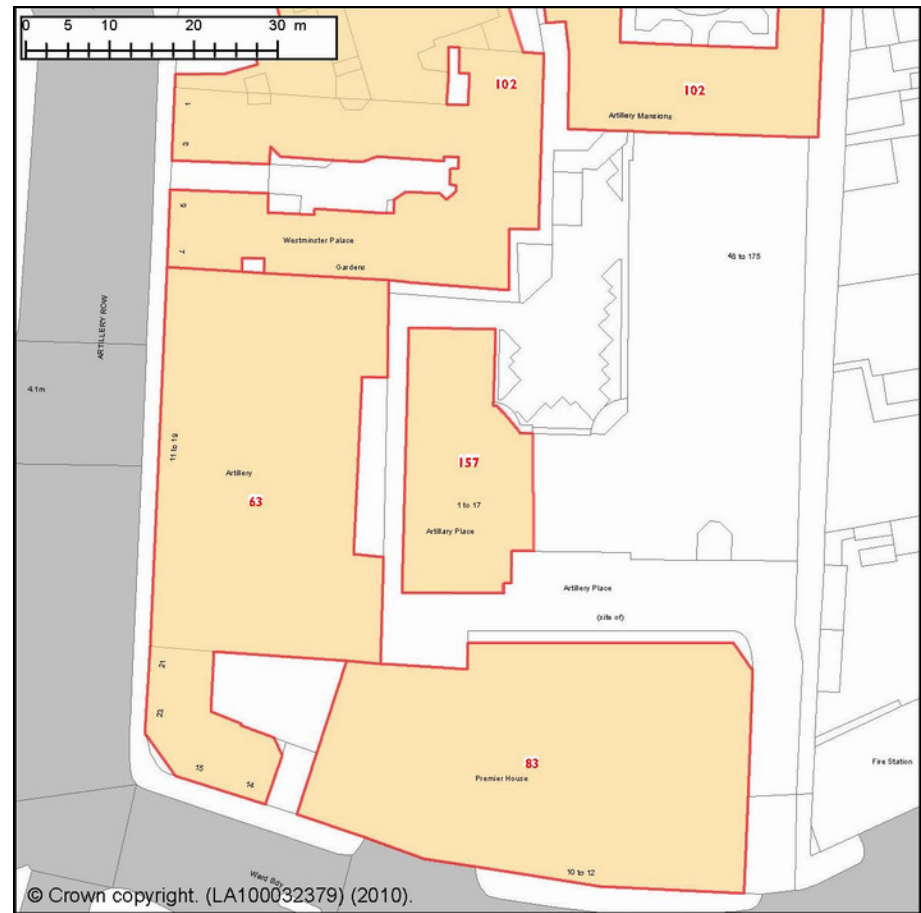 0 5 10 20 30 m
102
102
Artillery Mansions
1
3
5
7
Westminster Palace
Gardens
48 to 175
ARTILLERY ROW
4.1m
11 to 19
Artillery
63
157
1 to 17
Artillary Place
Artillery Place
(site of)
21
23
15
14
83
Premier House
Fire Station
10 to 12
Ward Bdy
© Crown copyright. (LA100032379) (2010).